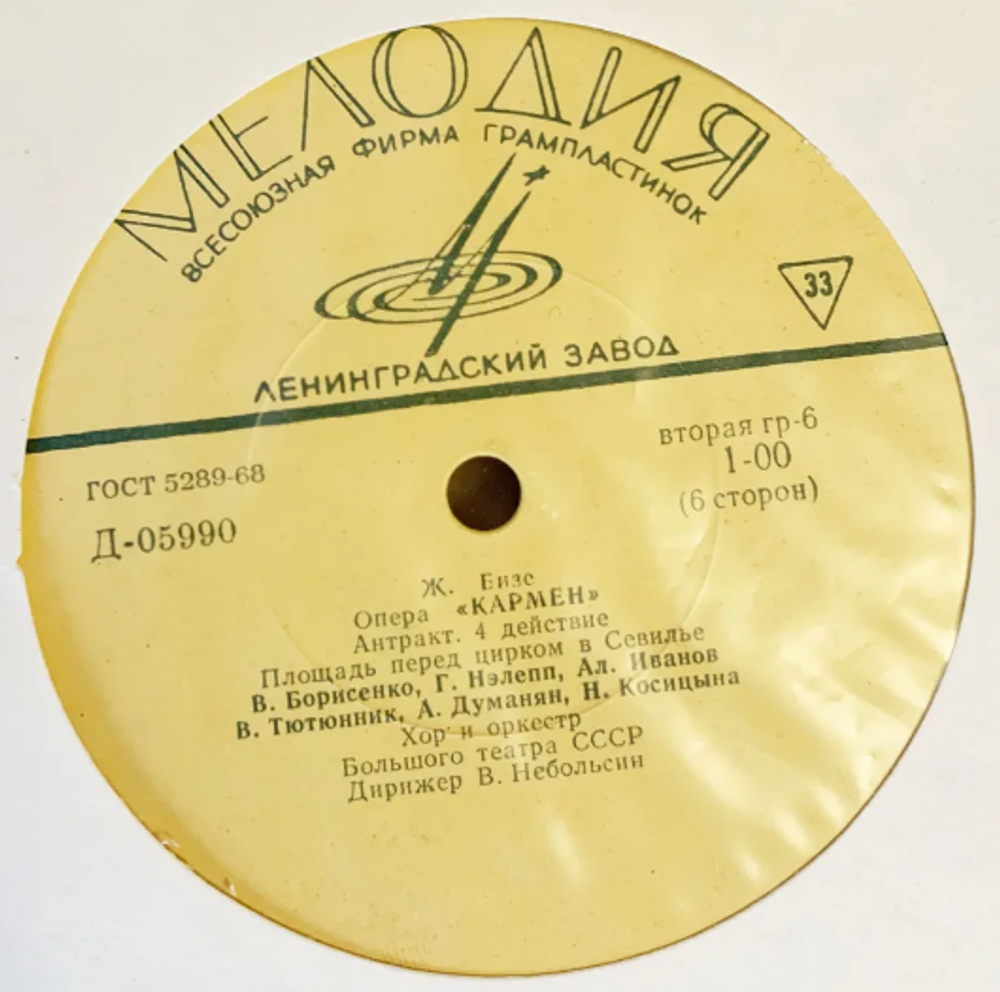 МЕЛОДИЯ
ВСЕСОЮЗНАЯ ФИРМА ГРАМПЛАСТИНОК
33
ЛЕНИНГРАДСКИЙ ЗАВОД
ГОСТ 5289-68
Д-05990
вторая гр-6
1-00
(6 сторон)
Ж. Бизе
Опера «КАРМЕН»
Антракт. 4 действие
Площадь перед цирком в Севилье
В. Борисенко, Г. Нэлепп, Ал. Иванов
В. Тютюнник, А. Думанян, Н. Косицына
Хор и оркестр
Большого театра СССР
Дирижер В. Небольсин